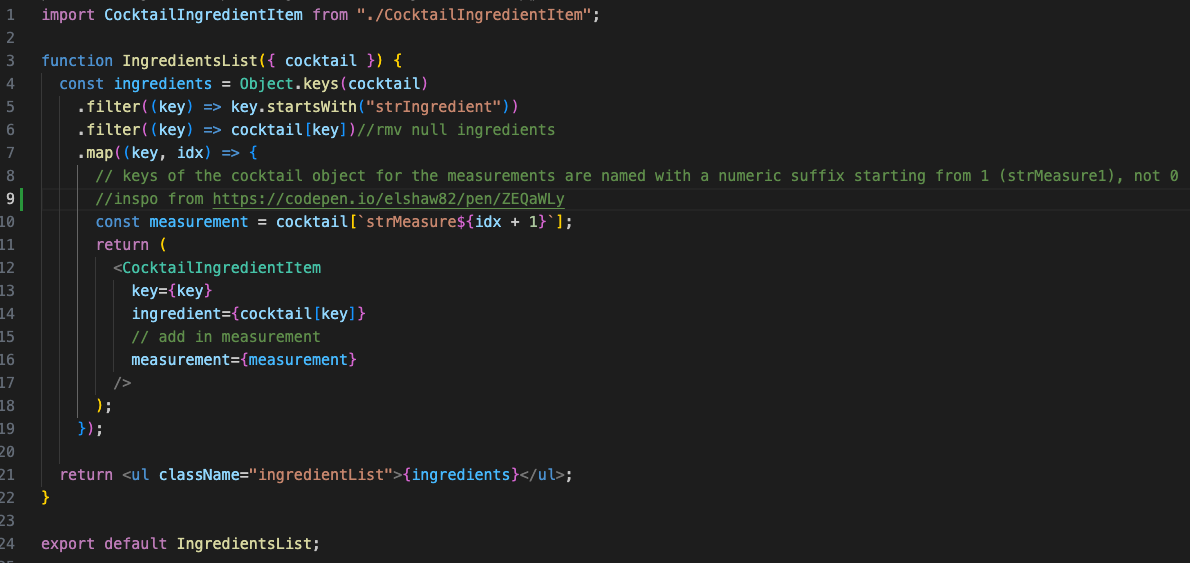 1 import CocktailIngredientItem from "./CocktailIngredientItem";
2
3 function IngredientsList({ cocktail }) {
4 const ingredients = Object.keys(cocktail)
5 .filter((key) => key.startsWith("strIngredient"))
6 .filter((key) => cocktail[key])//rmv null ingredients
7 .map((key, idx) => {
8 // keys of the cocktail object for the measurements are named with a numeric suffix starting from 1 (strMeasure1), not 0
9 //inspo from https://codepen.io/elshaw82/pen/ZEQaWLy
10 const measurement = cocktail[`strMeasure${idx + 1}`];
11 return (
12 <CocktailIngredientItem
13 key={key}
14 ingredient={cocktail[key]}
15 // add in measurement
16 measurement={measurement}
17 />
18 );
19 });
20
21 return <ul className="ingredientList">{ingredients}</ul>;
22 }
23
24 export default IngredientsList;